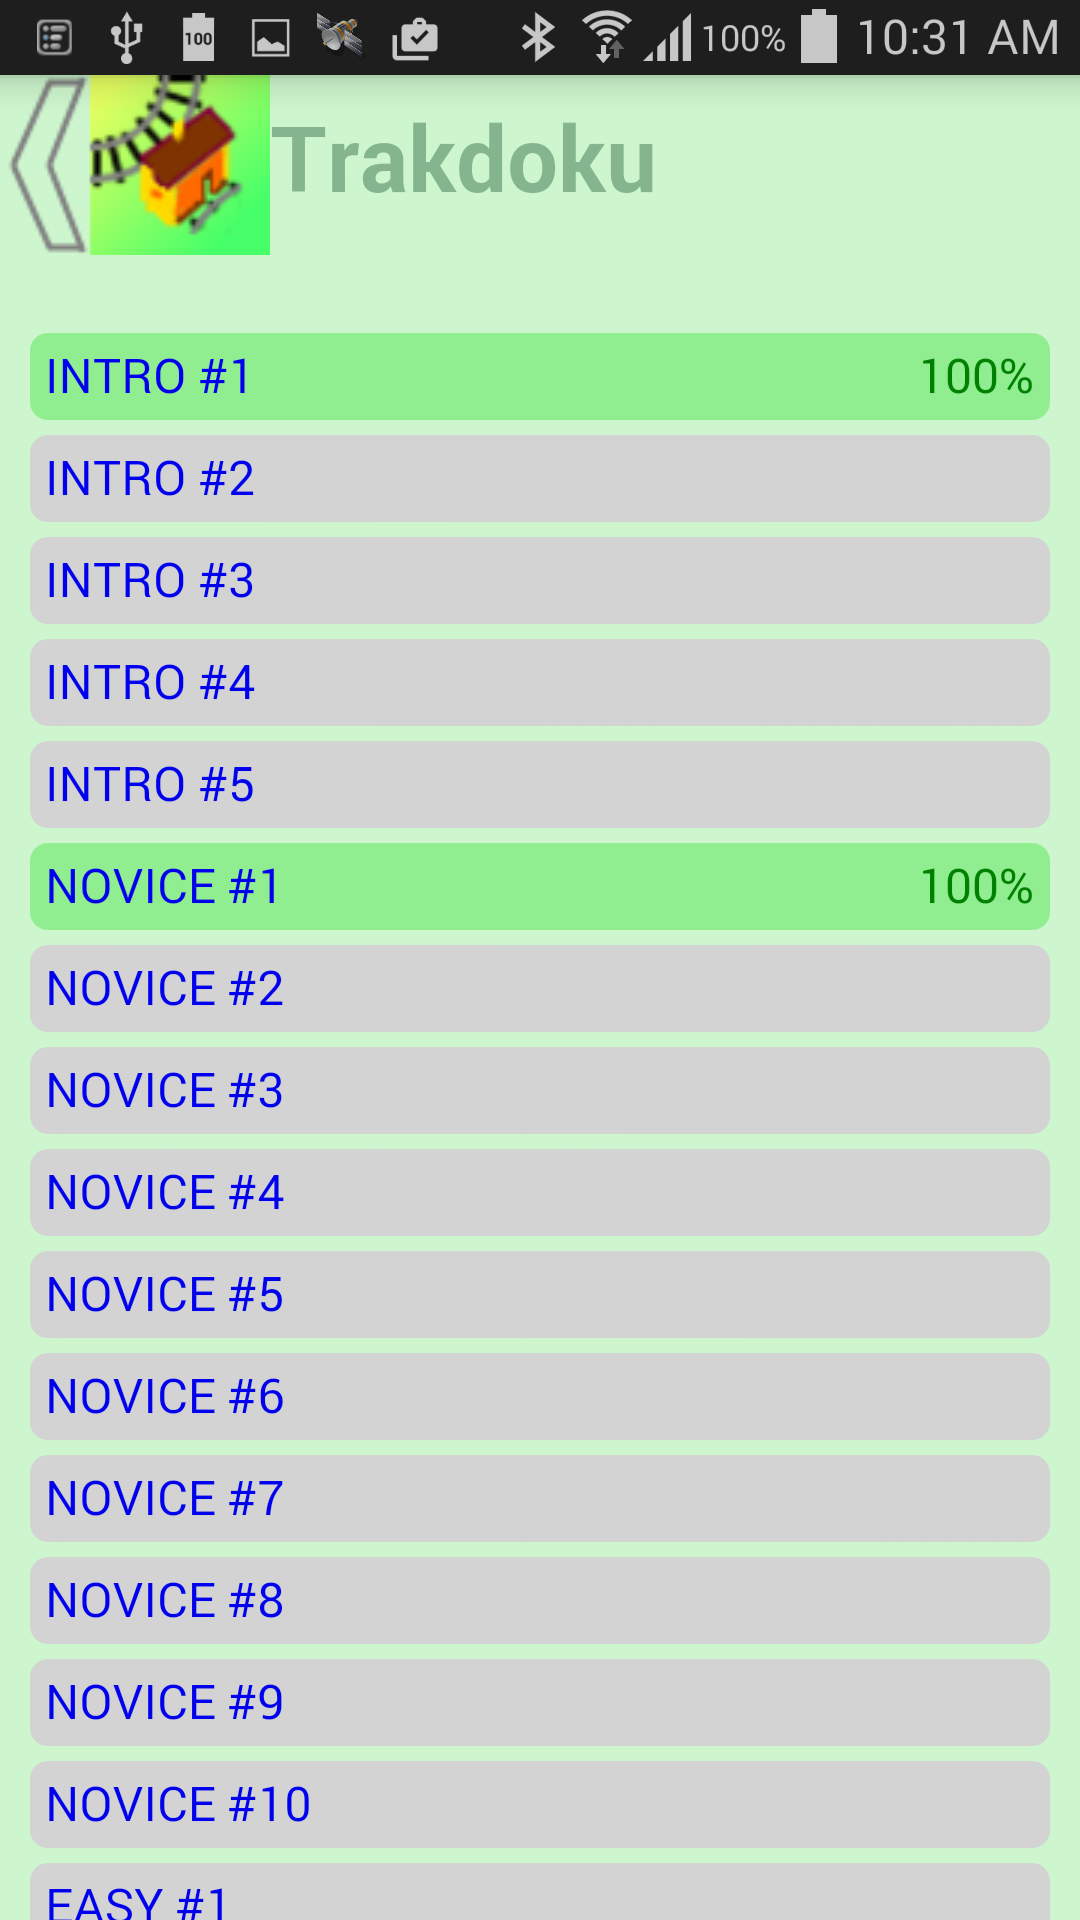 100 100% 10:31 AM
Trakdoku
INTRO #1 100%
INTRO #2
INTRO #3
INTRO #4
INTRO #5
NOVICE #1 100%
NOVICE #2
NOVICE #3
NOVICE #4
NOVICE #5
NOVICE #6
NOVICE #7
NOVICE #8
NOVICE #9
NOVICE #10
EASY #1